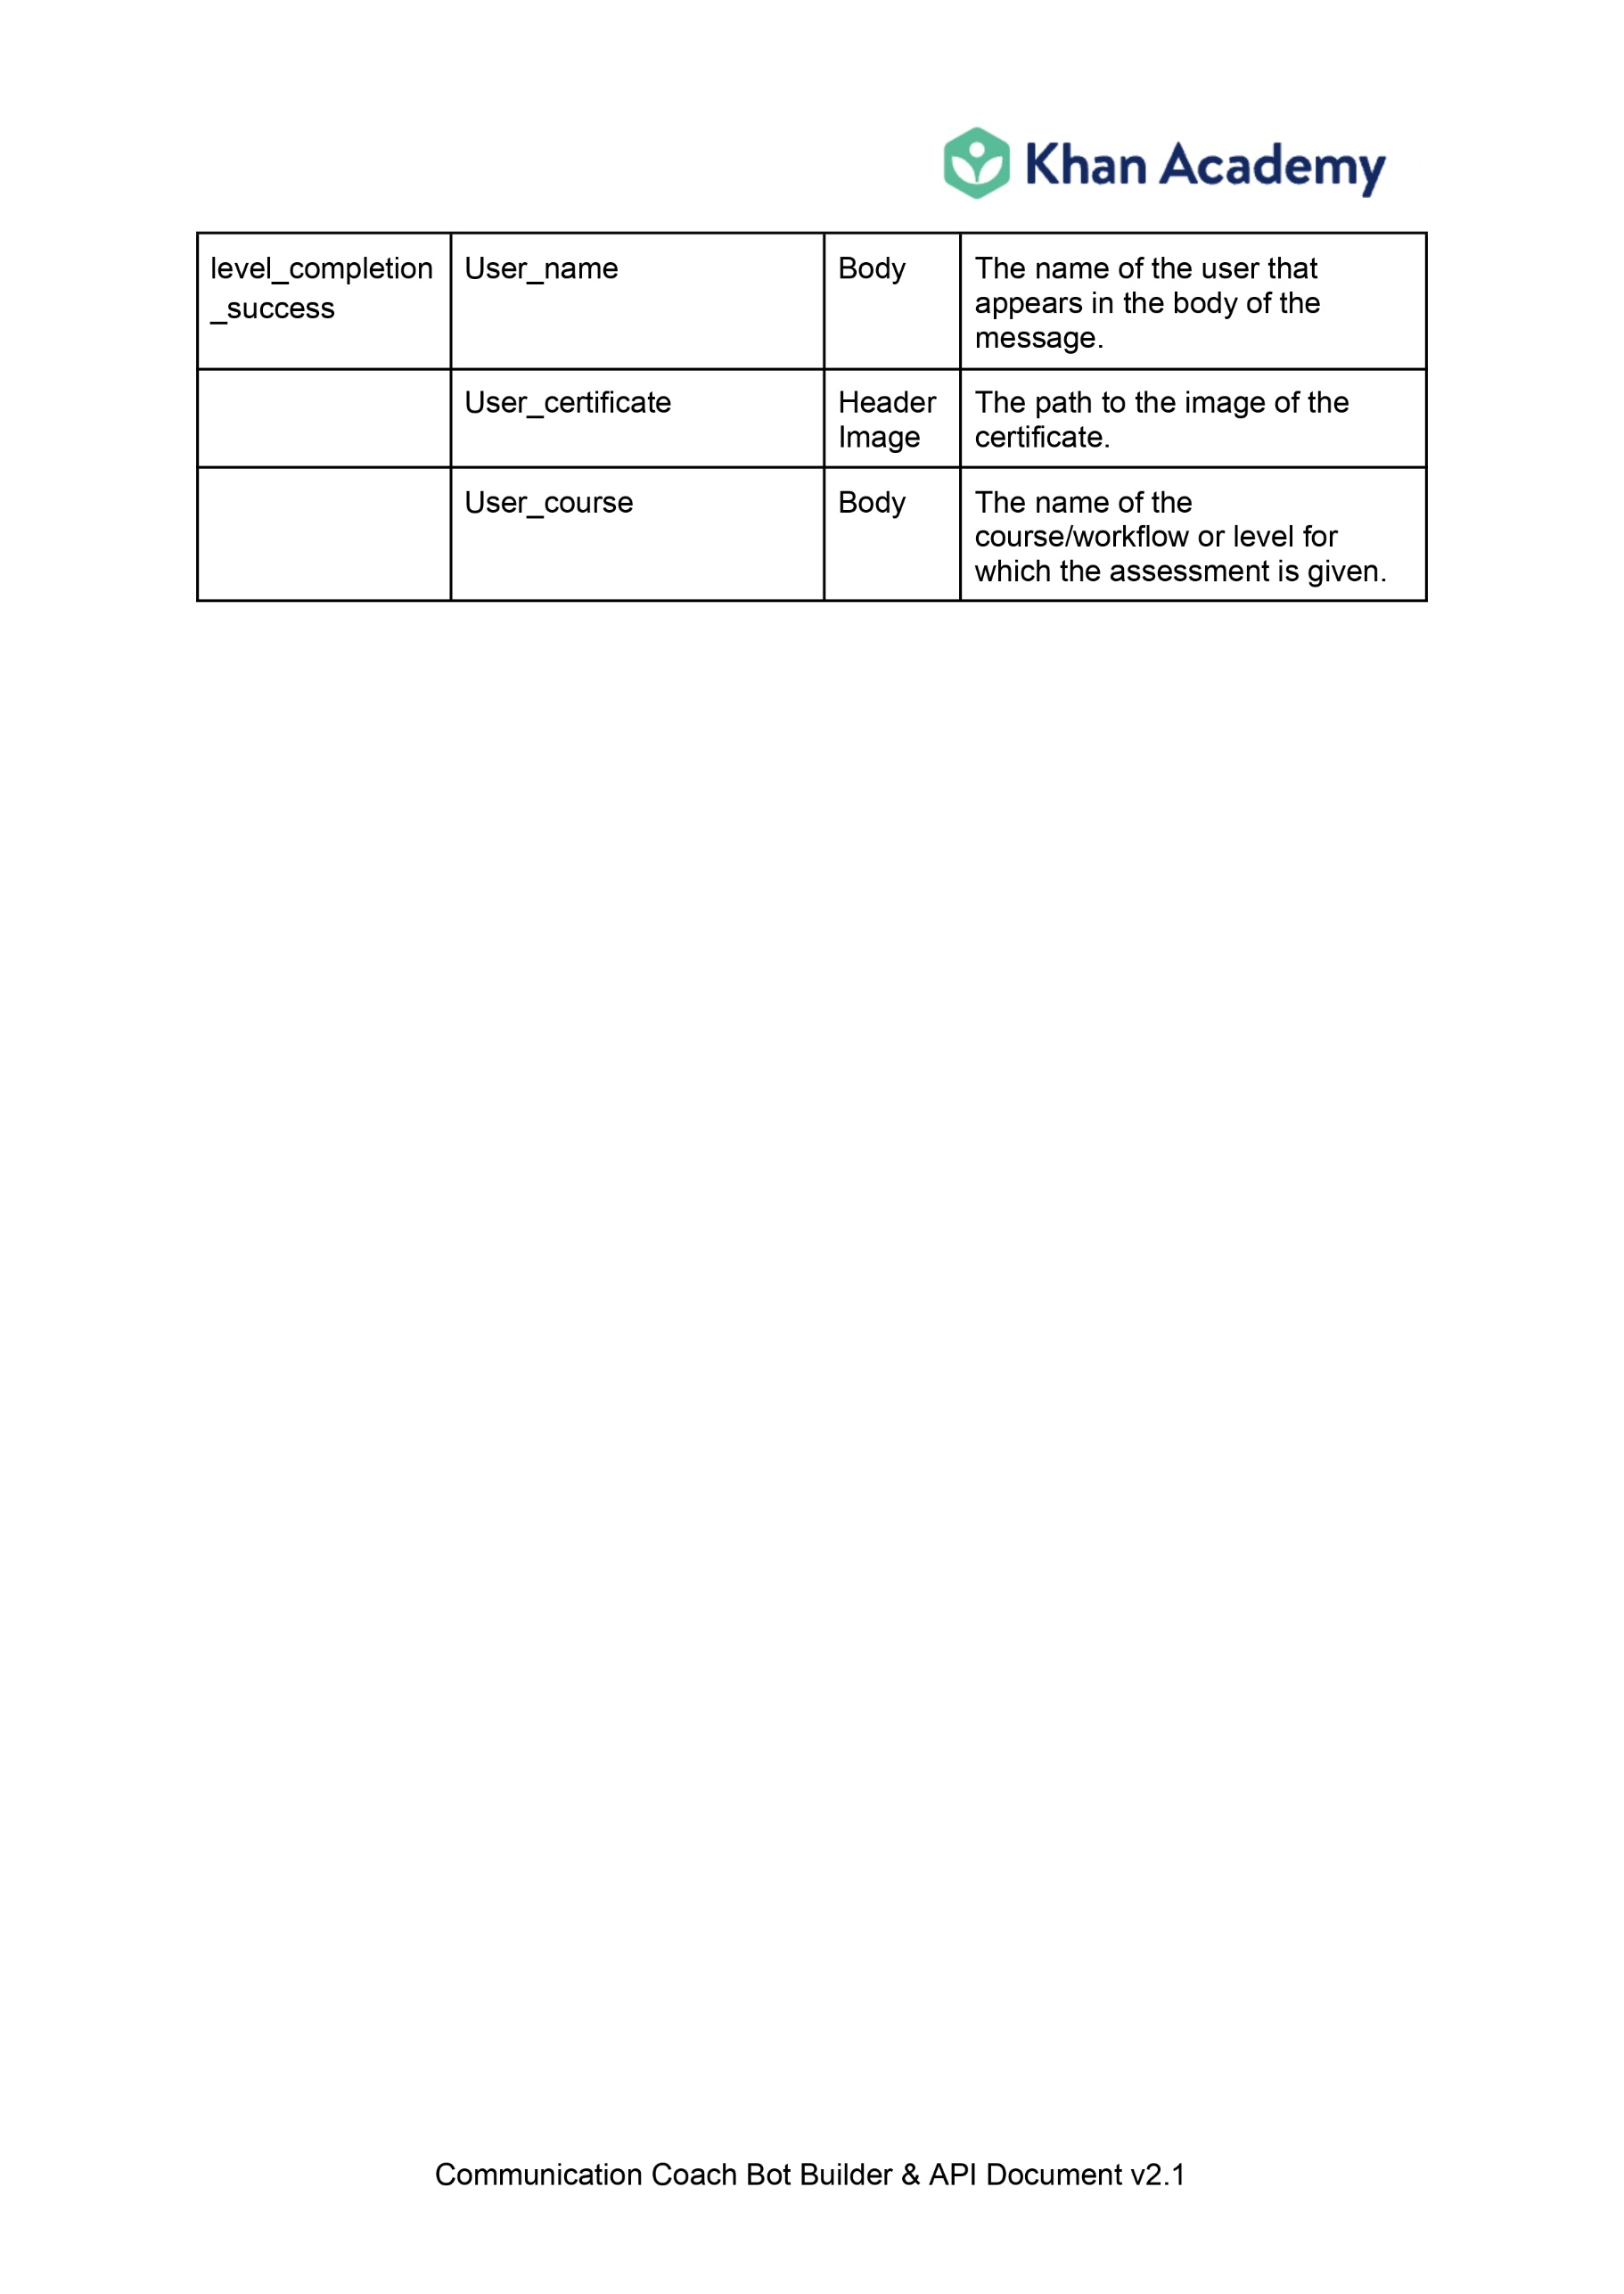 Khan Academy
level_completion
_success
User_name
Body
The name of the user that
appears in the body of the
message.
User_certificate
Header
Image
The path to the image of the
certificate.
User_course
Body
The name of the
course/workflow or level for
which the assessment is given.
Communication Coach Bot Builder & API Document v2.1